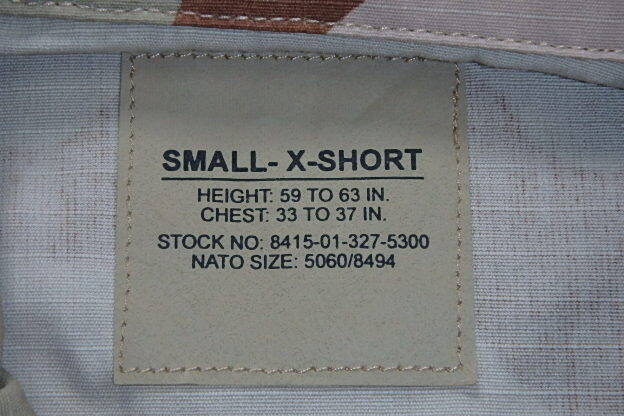 SMALL- X-SHORT
HEIGHT: 59 TO 63 IN.
CHEST: 33 TO 37 IN.
STOCK NO: 8415-01-327-5300
NATO SIZE: 5060/8494